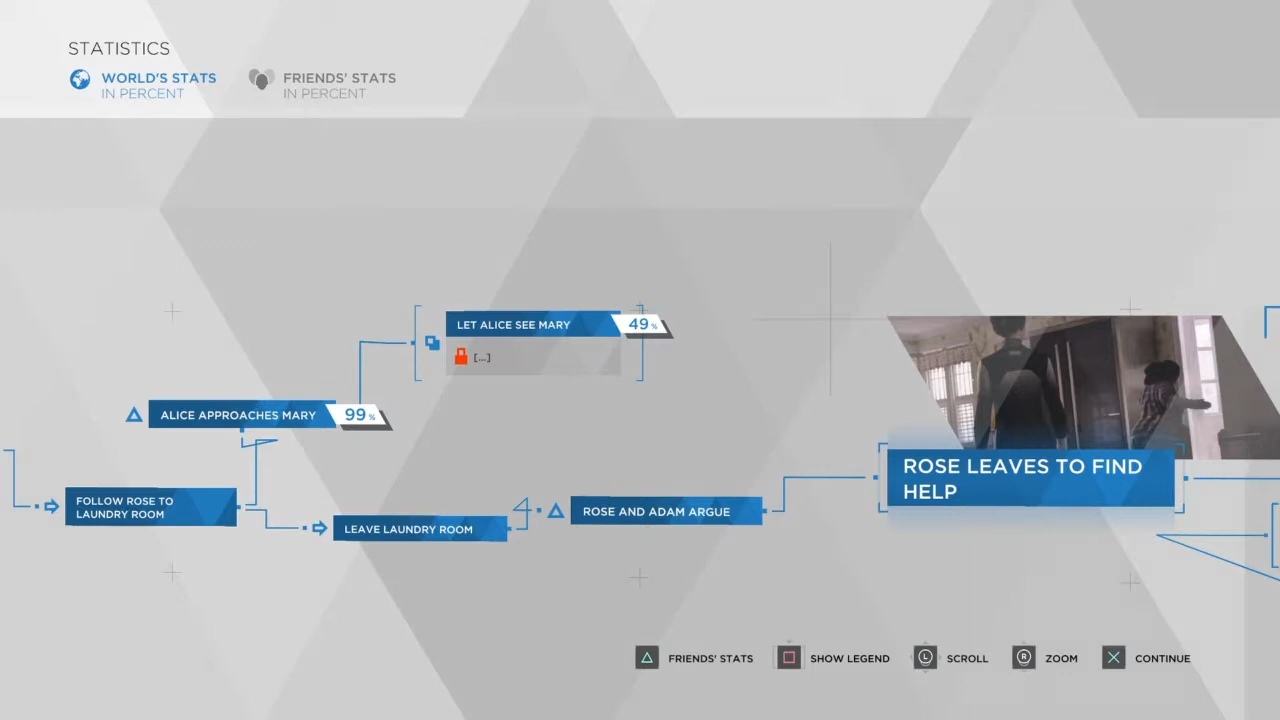 STATISTICS
WORLD'S STATS
IN PERCENT
FRIENDS' STATS
IN PERCENT
LET ALICE SEE MARY
49%
[...]
ALICE APPROACHES MARY
99%
ROSE LEAVES TO FIND
HELP
FOLLOW ROSE TO
LAUNDRY ROOM
ROSE AND ADAM ARGUE
LEAVE LAUNDRY ROOM
FRIENDS' STATS
SHOW LEGEND
L
SCROLL
R
ZOOM
CONTINUE